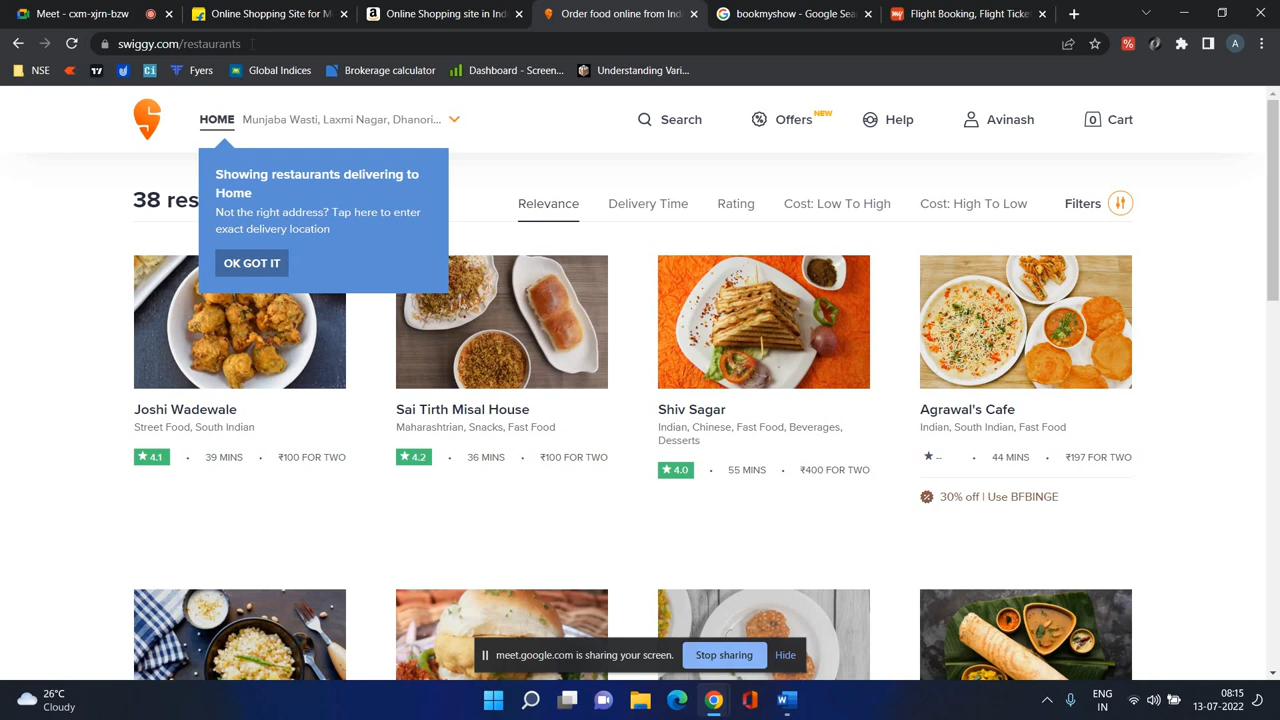 Meet - cxm-xjrn-bzw
Online Shopping site for M
Online Shopping site in Ind
Order food online from Ind
bookmyshow - Google Sea
Flight Booking, Flight Ticke
swiggy.com/restaurants
A
NSE
Fyers
Global Indices
Brokerage calculator
Dashboard - Screen...
Understanding Vari...
HOME
Munjaba Wasti, Laxmi Nagar, Dhanori...
Search
Offers NEW
Help
Avinash
0 Cart
Showing restaurants delivering to
Home
Not the right address? Tap here to enter
exact delivery location
OK GOT IT
38 res
Relevance
Delivery Time
Rating
Cost: Low To High
Cost: High To Low
Filters
Joshi Wadewale
Street Food, South Indian
★ 4.1 • 39 MINS • ₹100 FOR TWO
Sai Tirth Misal House
Maharashtrian, Snacks, Fast Food
★ 4.2 • 36 MINS • ₹100 FOR TWO
Shiv Sagar
Indian, Chinese, Fast Food, Beverages,
Desserts
★ 4.0 • 55 MINS • ₹400 FOR TWO
Agrawal's Cafe
Indian, South Indian, Fast Food
★ -- • 44 MINS • ₹197 FOR TWO
30% off | Use BFBINGE
meet.google.com is sharing your screen.
Stop sharing
Hide
26°C
Cloudy
ENG
IN
08:15
13-07-2022